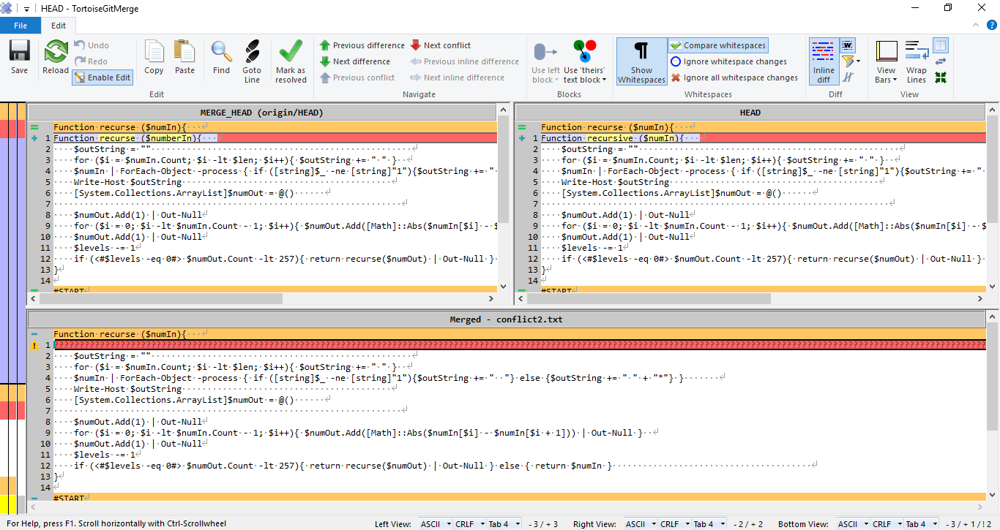 HEAD - TortoiseGitMerge
File Edit
Save
Reload
Undo
Redo
Enable Edit
Copy
Paste
Find
Goto Line
Mark as resolved
Edit
Previous difference
Next difference
Previous conflict
Next conflict
Previous inline difference
Next inline difference
Navigate
Use left block
Use 'theirs' text block
Blocks
Show Whitespaces
Compare whitespaces
Ignore whitespace changes
Ignore all whitespace changes
Whitespaces
Inline diff
Diff
View Bars
Wrap Lines
View
MERGE_HEAD (origin/HEAD)
Function recurse ($numIn){
1 Function recurse ($numberIn){
2 $outString = ""
3 for ($i = $numIn.Count; $i -lt $len; $i++){ $outString += " " }
4 $numIn | ForEach-Object -process { if ([string]$_ -ne [string]"1"){$outString += "
5 Write-Host $outString
6 [System.Collections.ArrayList]$numOut = @()
7
8 $numOut.Add(1) | Out-Null
9 for ($i = 0; $i -lt $numIn.Count - 1; $i++){ $numOut.Add([Math]::Abs($numIn[$i] - $
10 $numOut.Add(1) | Out-Null
11 $levels -= 1
12 if (<#$levels -eq 0#> $numOut.Count -lt 257){ return recurse($numOut) | Out-Null }
13 }
14
#START
HEAD
Function recurse ($numIn){
1 Function recursive ($numIn){
2 $outString = ""
3 for ($i = $numIn.Count; $i -lt $len; $i++){ $outString += " " }
4 $numIn | ForEach-Object -process { if ([string]$_ -ne [string]"1"){$outString += "
5 Write-Host $outString
6 [System.Collections.ArrayList]$numOut = @()
7
8 $numOut.Add(1) | Out-Null
9 for ($i = 0; $i -lt $numIn.Count - 1; $i++){ $numOut.Add([Math]::Abs($numIn[$i] - $
10 $numOut.Add(1) | Out-Null
11 $levels -= 1
12 if (<#$levels -eq 0#> $numOut.Count -lt 257){ return recurse($numOut) | Out-Null }
13 }
14
#START
Merged - conflict2.txt
Function recurse ($numIn){
1
2 $outString = ""
3 for ($i = $numIn.Count; $i -lt $len; $i++){ $outString += " " }
4 $numIn | ForEach-Object -process { if ([string]$_ -ne [string]"1"){$outString += "  "} else {$outString += " " + "*"} }
5 Write-Host $outString
6 [System.Collections.ArrayList]$numOut = @()
7
8 $numOut.Add(1) | Out-Null
9 for ($i = 0; $i -lt $numIn.Count - 1; $i++){ $numOut.Add([Math]::Abs($numIn[$i] - $numIn[$i + 1])) | Out-Null }
10 $numOut.Add(1) | Out-Null
11 $levels -= 1
12 if (<#$levels -eq 0#> $numOut.Count -lt 257){ return recurse($numOut) | Out-Null } else { return $numIn }
13 }
14
#START
For Help, press F1. Scroll horizontally with Ctrl-Scrollwheel Left View: ASCII CRLF Tab 4 - 3 / + 3 Right View: ASCII CRLF Tab 4 - 2 / + 2 Bottom View: ASCII CRLF Tab 4 - 3 / + 1 / ! 2